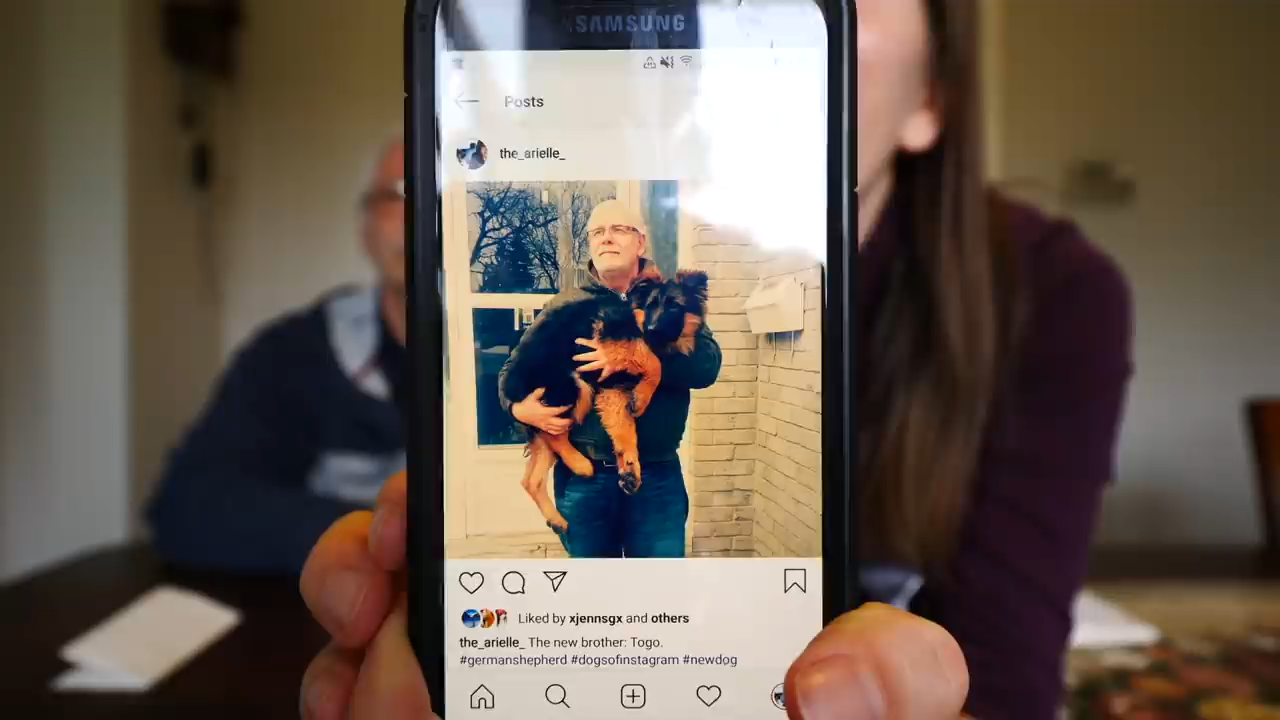 SAMSUNG
Posts
the_arielle_
Liked by xjennsgx and others
the_arielle_ The new brother: Togo.
#germanshepherd #dogsofinstagram #newdog